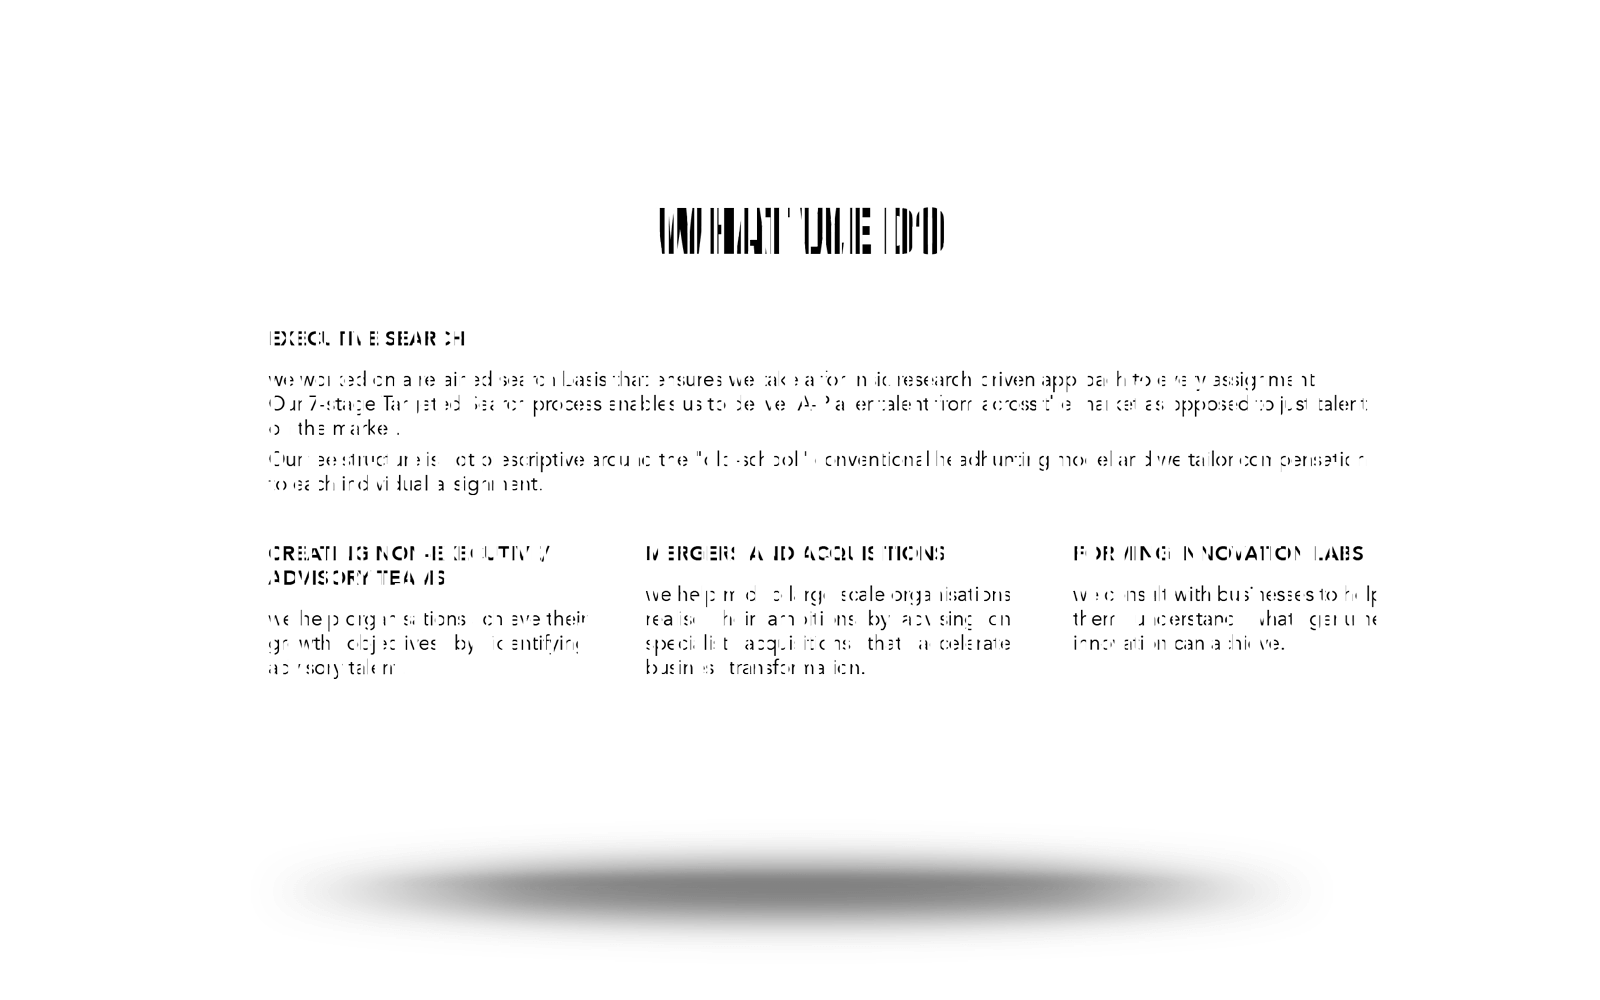 WHAT WE DO
EXECUTIVE SEARCH
we worked on a retained search basis that ensures we take a forensic research driven approach to every assignment
Our 7-stage Targeted Search process enables us to deliver A-Player talent from across the market as opposed to just talent
on the market.
Our fee structure is not prescriptive around the "old-school" conventional headhunting model and we tailor compensation
to each individual assignment.
CREATING NON-EXECUTIVE /
ADVISORY TEAMS
we help organisations achieve their
growth objectives by identifying
advisory talent
MERGERS AND ACQUISITIONS
we help mid to large scale organisations
realise their ambitions by advising on
specialist acquisitions that accelerate
business transformation.
FORMING INNOVATION LABS
we consult with businesses to help
them understand what genuine
innovation can achieve.